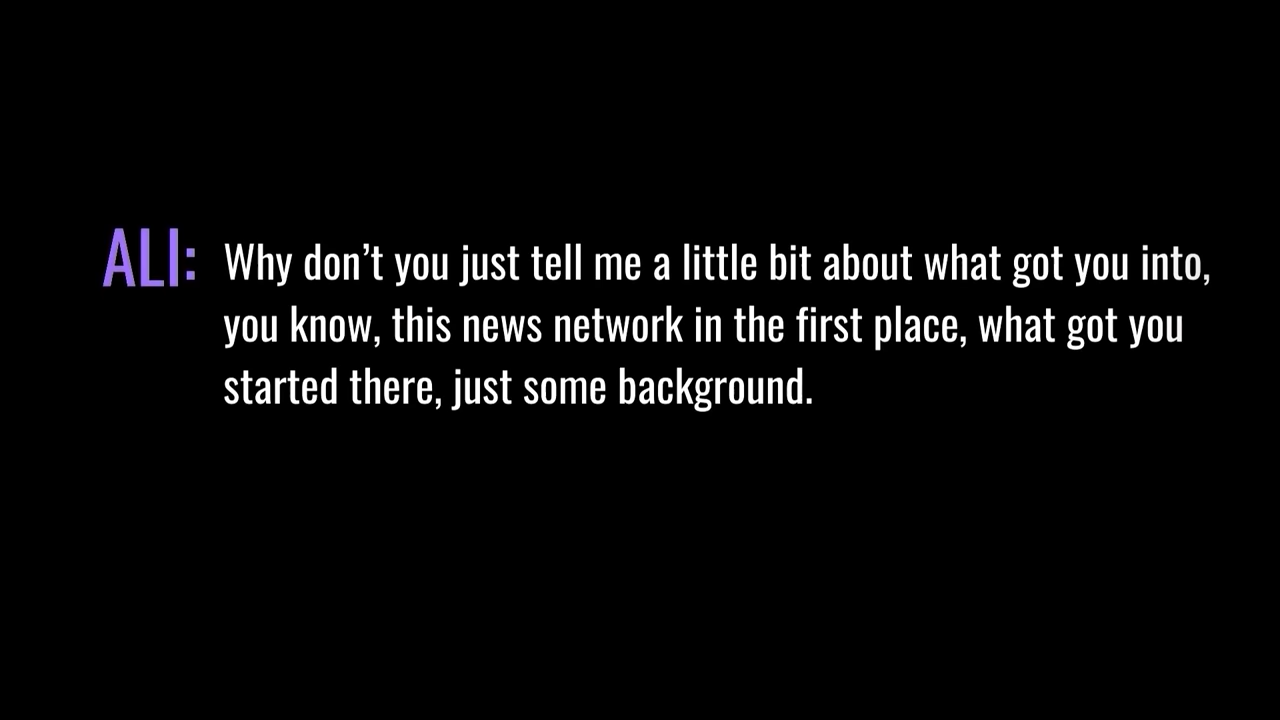 ALI: Why don’t you just tell me a little bit about what got you into,
you know, this news network in the first place, what got you
started there, just some background.